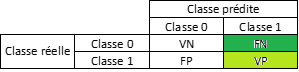 Classe prédite
Classe 0 Classe 1
Classe réelle Classe 0 VN FN
Classe 1 FP VP